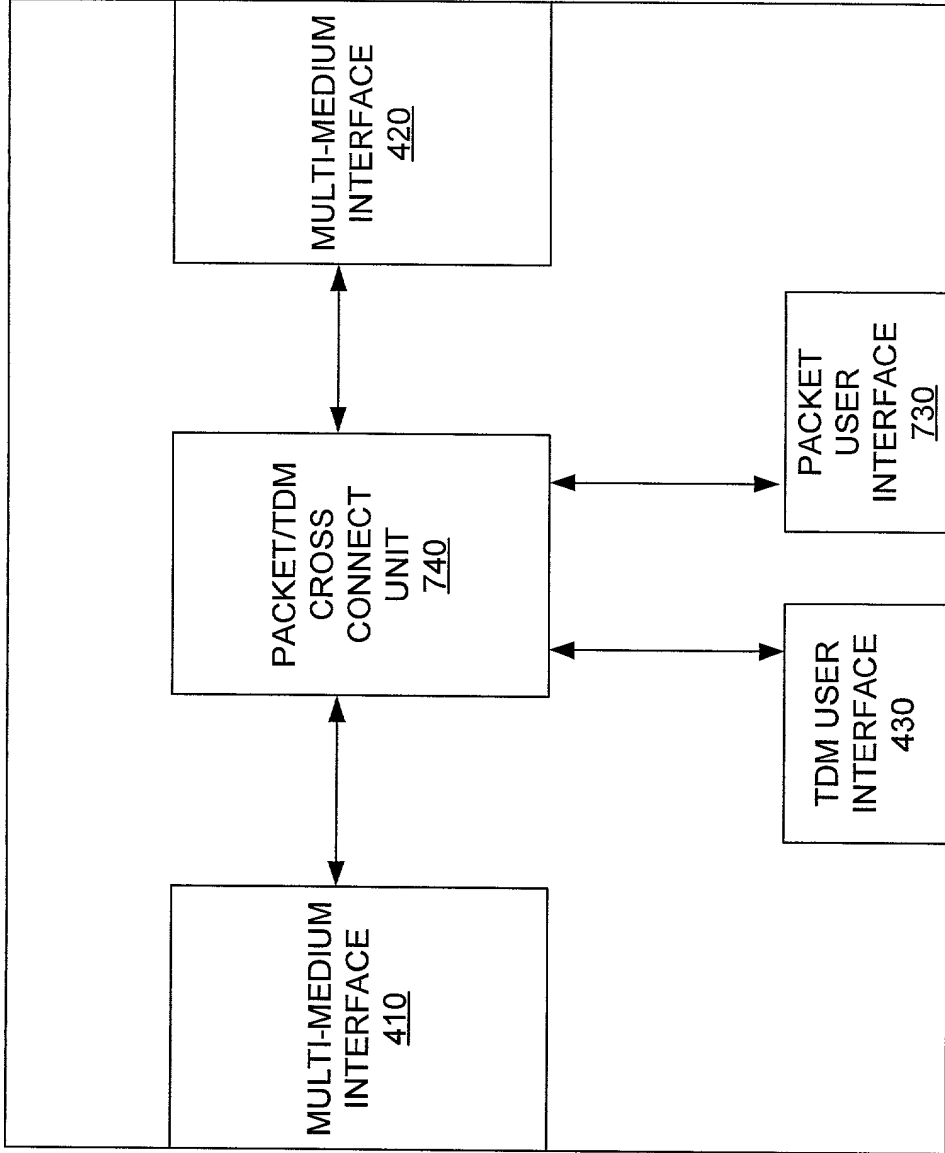 MULTI-MEDIUM
INTERFACE
410
PACKET/TDM
CROSS
CONNECT
UNIT
740
MULTI-MEDIUM
INTERFACE
420
TDM USER
INTERFACE
430
PACKET
USER
INTERFACE
730